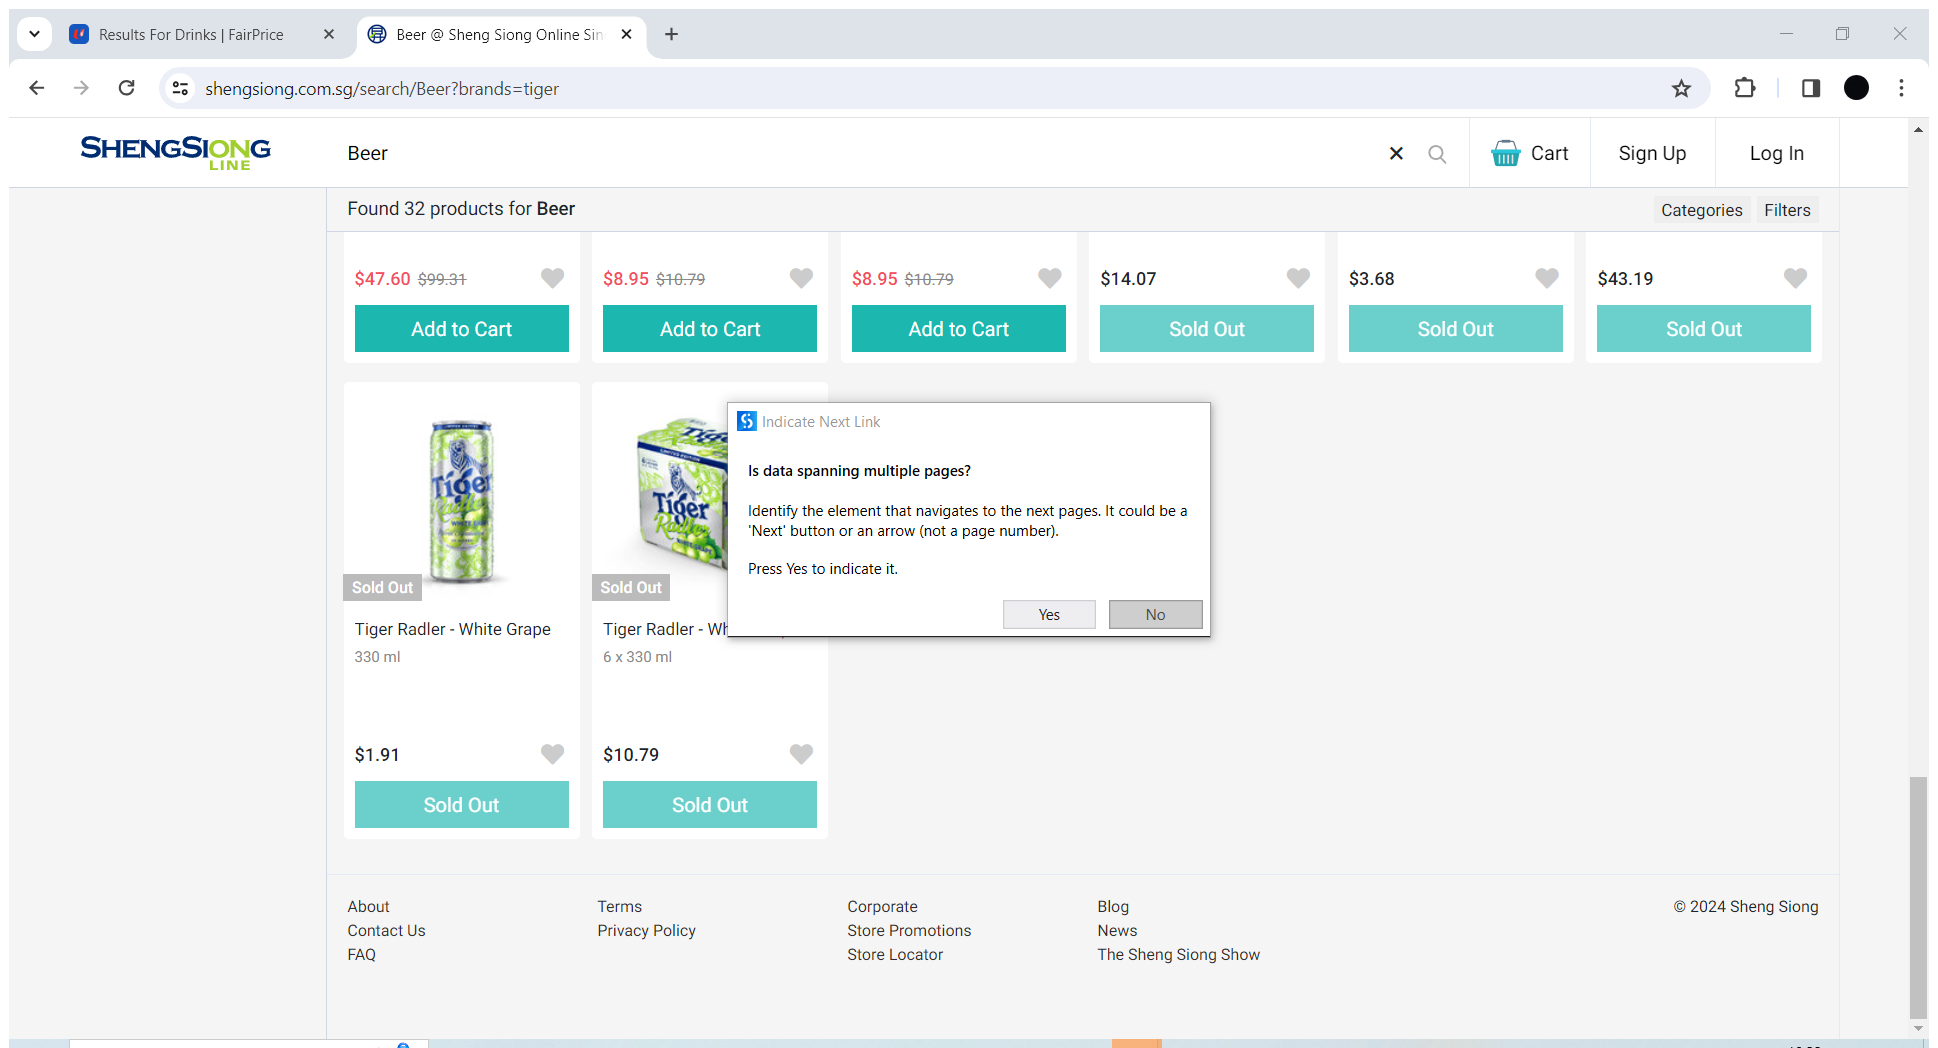 Results For Drinks | FairPrice
Beer @ Sheng Siong Online Sin
shengsiong.com.sg/search/Beer?brands=tiger
SHENGSIONG
LINE
Beer
Cart
Sign Up
Log In
Found 32 products for Beer
Categories
Filters
$47.60 $99.31
$8.95 $10.79
$8.95 $10.79
$14.07
$3.68
$43.19
Add to Cart
Add to Cart
Add to Cart
Sold Out
Sold Out
Sold Out
Tiger
Radler
Tiger
Radler
WHITE GRAPE
Indicate Next Link
Is data spanning multiple pages?
Identify the element that navigates to the next pages. It could be a
'Next' button or an arrow (not a page number).
Press Yes to indicate it.
Yes
No
Sold Out
Sold Out
Tiger Radler - White Grape
330 ml
Tiger Radler - Wh
6 x 330 ml
$1.91
$10.79
Sold Out
Sold Out
About
Terms
Corporate
Blog
© 2024 Sheng Siong
Contact Us
Privacy Policy
Store Promotions
News
FAQ
Store Locator
The Sheng Siong Show